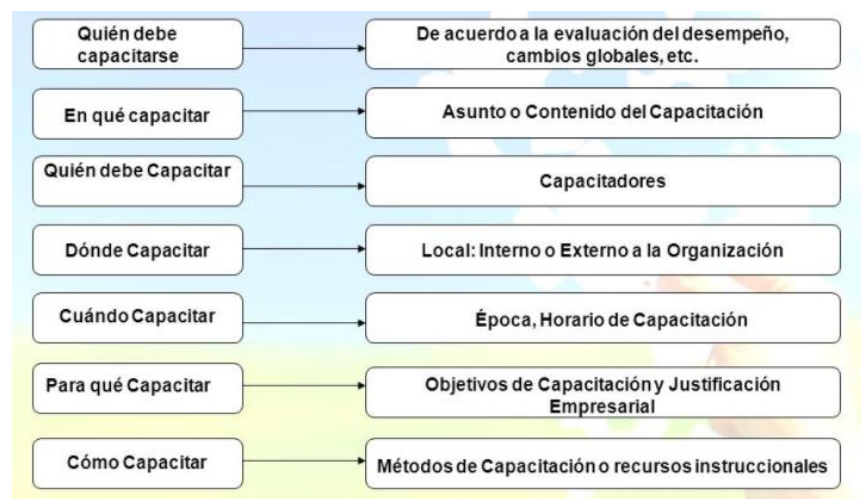 Quién debe
capacitarse
De acuerdo a la evaluación del desempeño,
cambios globales, etc.
En qué capacitar
Asunto o Contenido del Capacitación
Quién debe Capacitar
Capacitadores
Dónde Capacitar
Local: Interno o Externo a la Organización
Cuándo Capacitar
Época, Horario de Capacitación
Para qué Capacitar
Objetivos de Capacitación y Justificación
Empresarial
Cómo Capacitar
Métodos de Capacitación o recursos instruccionales